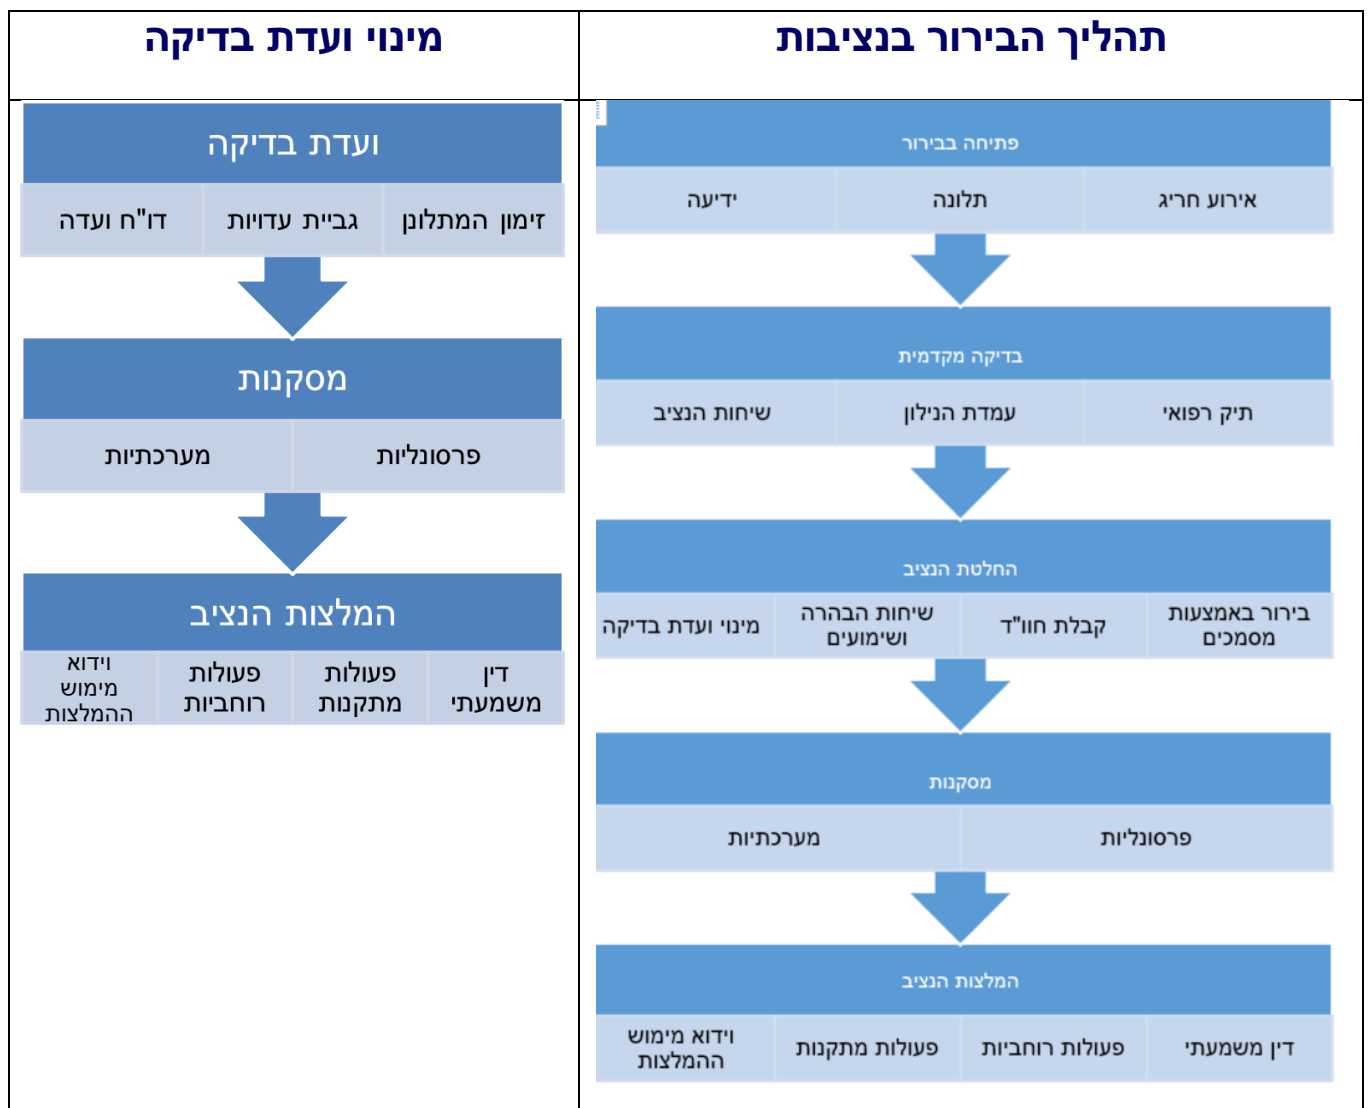 תהליך הבירור בנציבות
פתיחה בבירור
אירוע חריג
תלונה
ידיעה
בדיקה מקדמית
תיק רפואי
עמדת הנילון
שיחות הנציב
החלטת הנציב
בירור באמצעות
מסמכים
קבלת חוו"ד
שיחות הבהרה
ושימועים
מינוי ועדת בדיקה
מסקנות
פרסונליות
מערכתיות
המלצות הנציב
דין משמעתי
פעולות רוחביות
פעולות מתקנות
וידוא מימוש
ההמלצות
מינוי ועדת בדיקה
ועדת בדיקה
זימון המתלונן
גביית עדויות
דו"ח ועדה
מסקנות
פרסונליות
מערכתיות
המלצות הנציב
דין
משמעתי
פעולות
מתקנות
פעולות
רוחביות
וידוא
מימוש
ההמלצות